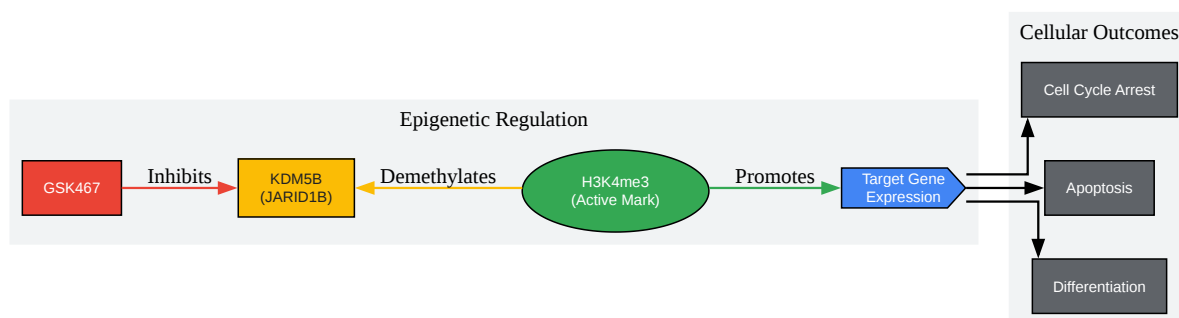 Cellular Outcomes
Cell Cycle Arrest
Epigenetic Regulation
GSK467
Inhibits
KDM5B
(JARID1B)
Demethylates
H3K4me3
(Active Mark)
Promotes
Target Gene
Expression
Apoptosis
Differentiation